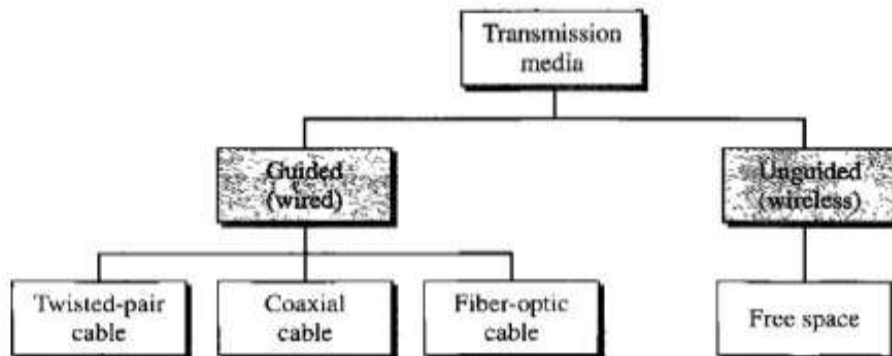 Transmission
media
Guided
(wired)
Unguided
(wireless)
Twisted-pair
cable
Coaxial
cable
Fiber-optic
cable
Free space